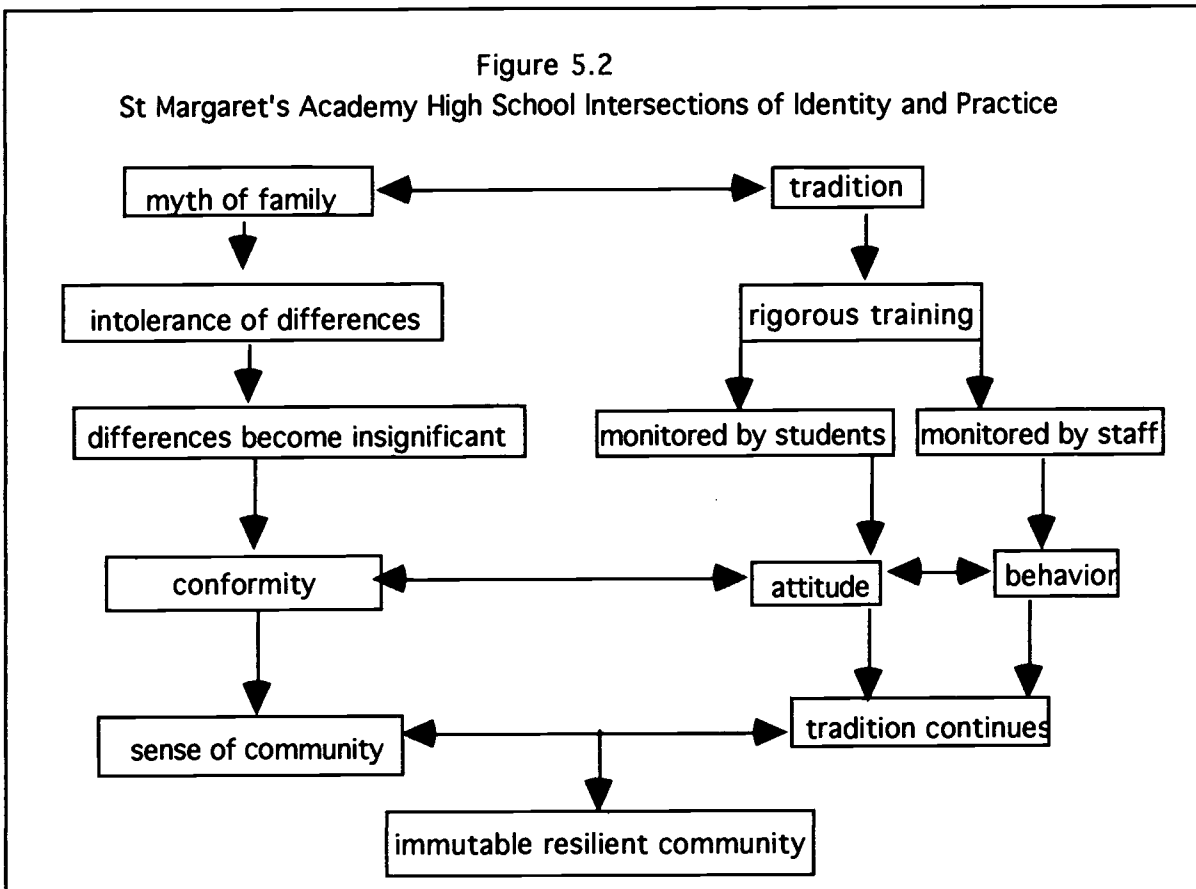 Figure 5.2
St Margaret's Academy High School Intersections of Identity and Practice
myth of family
tradition
intolerance of differences
rigorous training
differences become insignificant
monitored by students
monitored by staff
conformity
attitude
behavior
sense of community
tradition continues
immutable resilient community